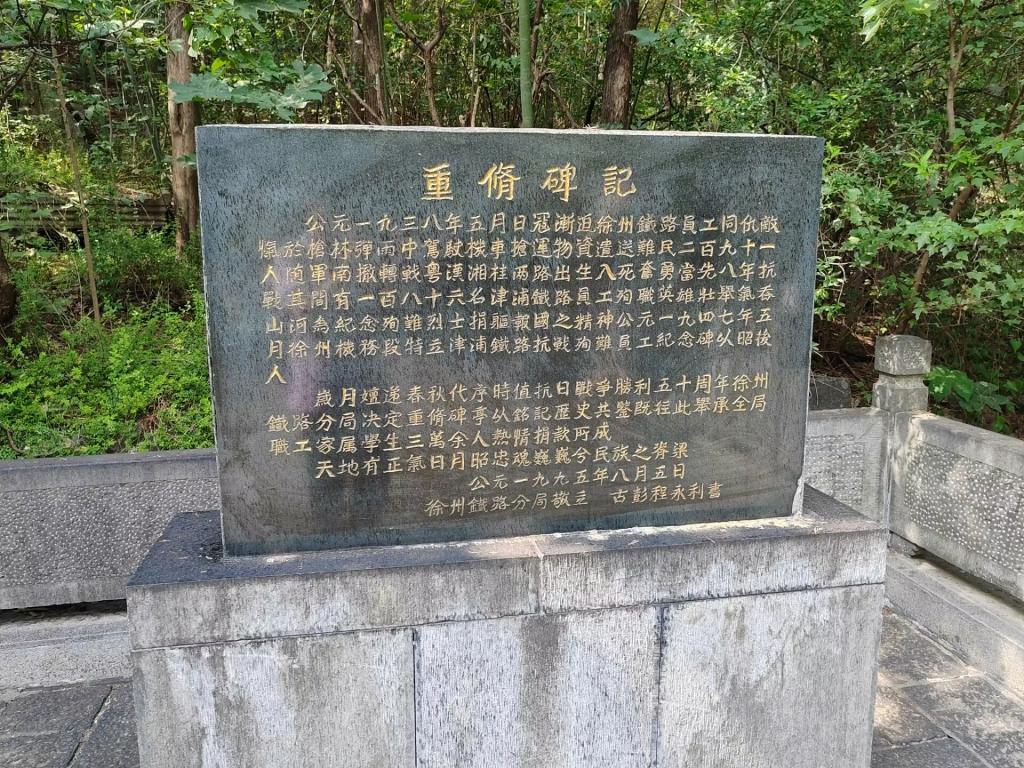 重脩碑記
公元一九三八年五月日冦漸迫徐州鐵路員工同仇敵
愾於槍林彈雨中駕駛機車搶運物資遣送難民二百九十一
人随軍南撤轉戰粵漢湘桂兩路出生入死奮勇當先八年抗
戰其間有一百八十六名津浦鐵路員工殉職英雄壯舉氣吞
山河為紀念殉難烈士捐軀報國之精神公元一九四七年五
月徐州機務段特立津浦鐵路抗戰殉難員工紀念碑以昭後
人
歲月嬗遞春秋代序時值抗日戰爭勝利五十周年徐州
鐵路分局決定重脩碑亭以銘記歷史共鑒既往此舉承全局
職工家属學生三萬余人熱情捐款所成
天地有正氣日月昭忠魂巍巍兮民族之脊梁
公元一九九五年八月五日
徐州鐵路分局敬立 古彭程永利書